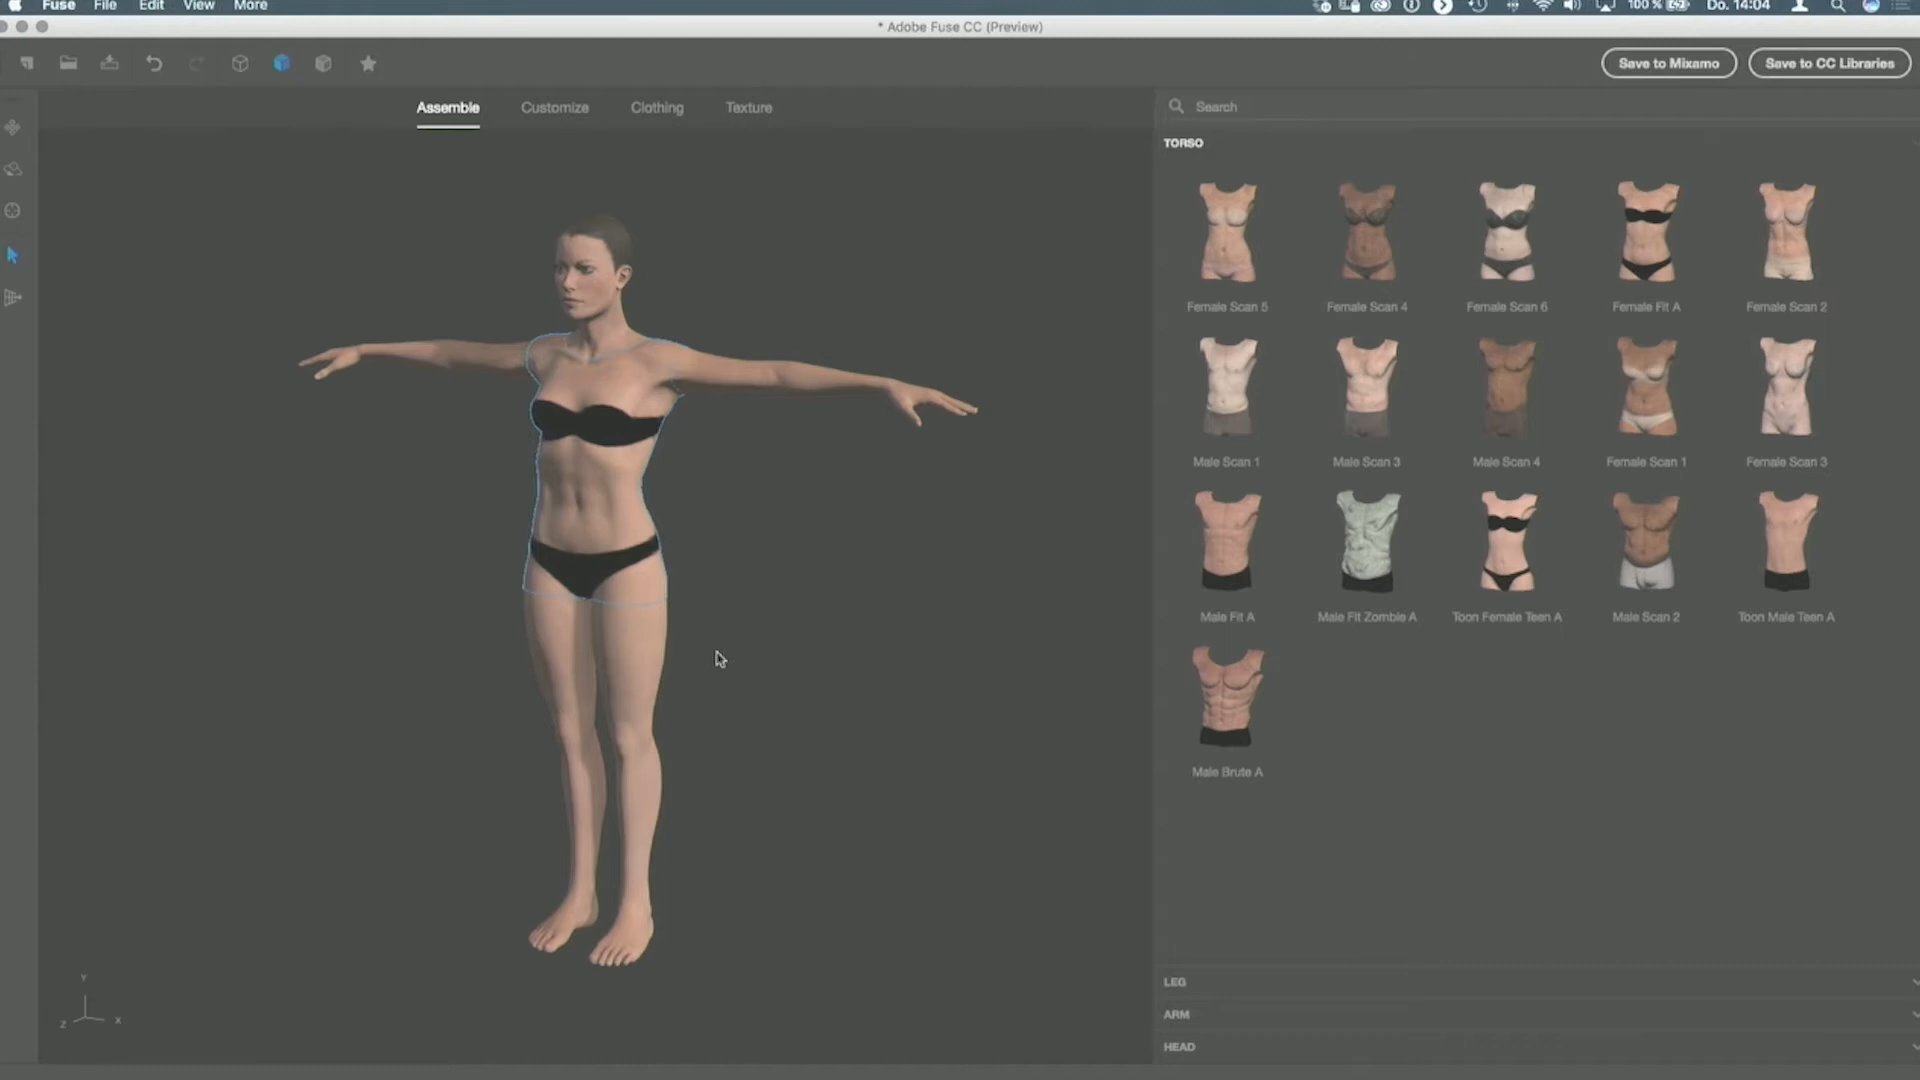 Fuse File Edit View More
100 % Do. 14:04
* Adobe Fuse CC (Preview)
Save to Mixamo Save to CC Libraries
Assemble Customize Clothing Texture
Search
TORSO
Female Scan 5 Female Scan 4 Female Scan 6 Female Fit A Female Scan 2
Male Scan 1 Male Scan 3 Male Scan 4 Female Scan 1 Female Scan 3
Male Fit A Male Fit Zombie A Toon Female Teen A Male Scan 2 Toon Male Teen A
Male Brute A
LEG
ARM
HEAD
Y
Z X